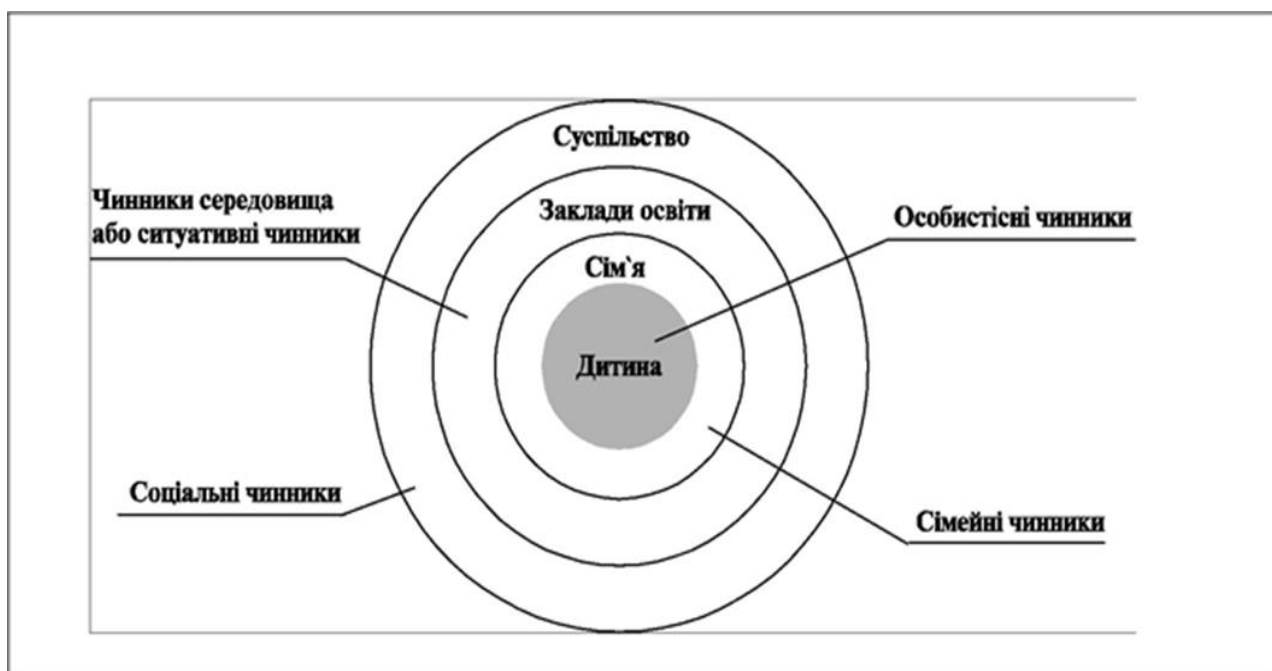 Суспільство
Чинники середовища
або ситуативні чинники
Заклади освіти
Особистісні чинники
Сім`я
Дитина
Соціальні чинники
Сімейні чинники